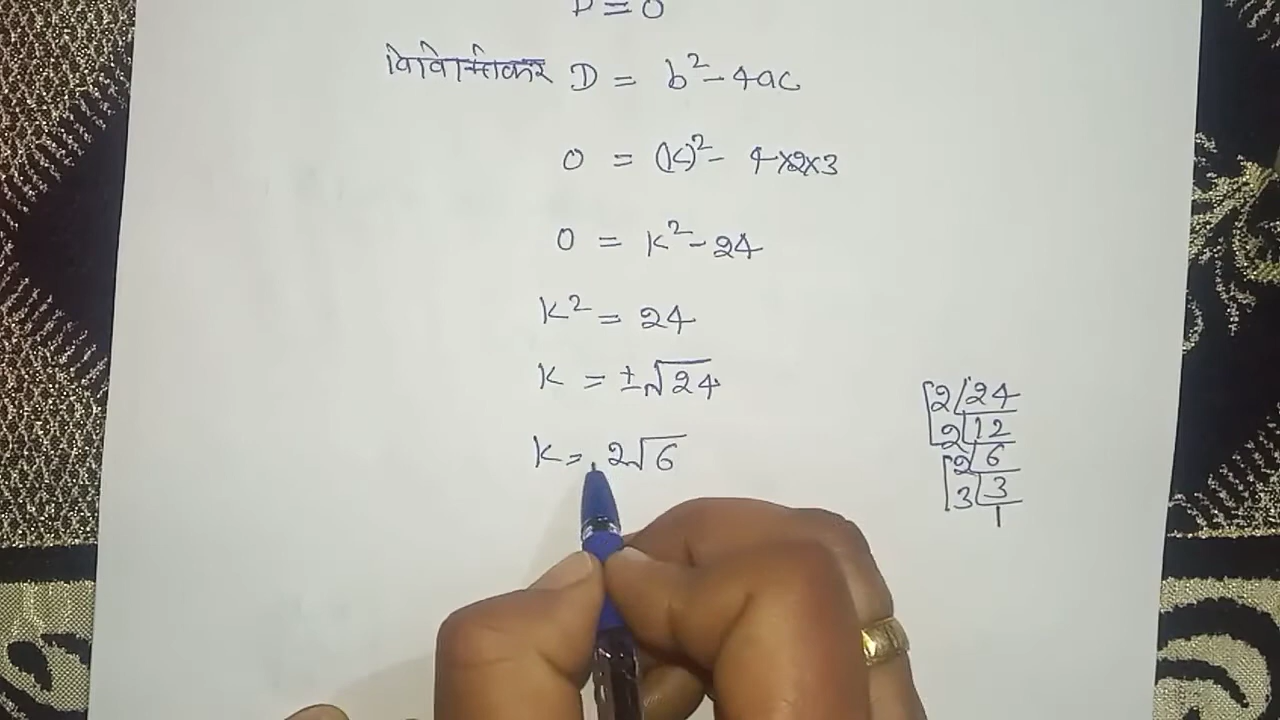 D = 0
विविक्तिकर D = b² - 4ac
0 = (K)² - 4×2×3
0 = K² - 24
K² = 24
K = ±√24
K = 2√6
2 24
2 12
2 6
3 3
1